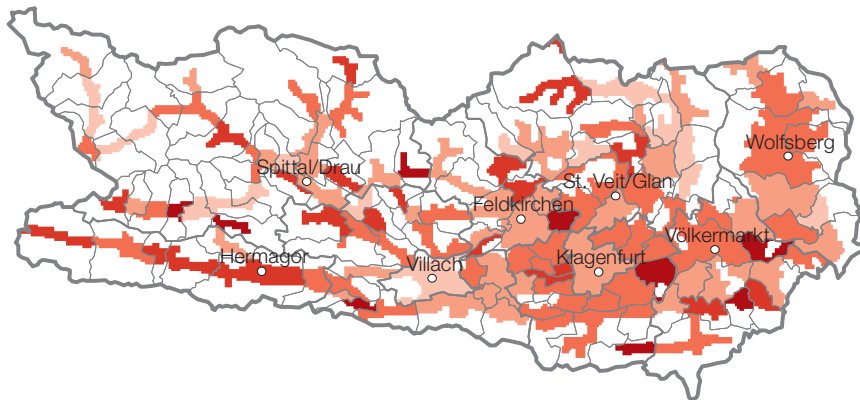 Wolfsberg
Spittal/Drau
St. Veit/Glan
Feldkirchen
Völkermarkt
Hermagor
Villach
Klagenfurt